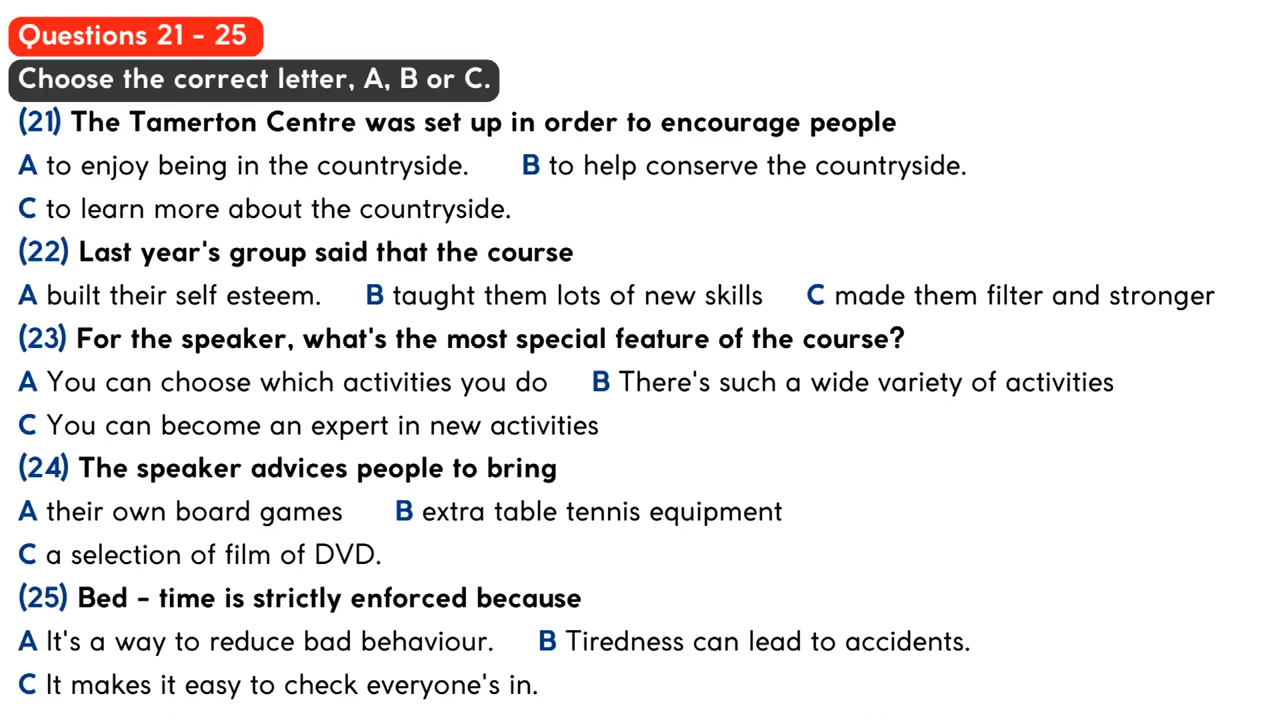 Questions 21 - 25
Choose the correct letter, A, B or C.
(21) The Tamerton Centre was set up in order to encourage people
A to enjoy being in the countryside. B to help conserve the countryside.
C to learn more about the countryside.
(22) Last year's group said that the course
A built their self esteem. B taught them lots of new skills C made them filter and stronger
(23) For the speaker, what's the most special feature of the course?
A You can choose which activities you do B There's such a wide variety of activities
C You can become an expert in new activities
(24) The speaker advices people to bring
A their own board games B extra table tennis equipment
C a selection of film of DVD.
(25) Bed - time is strictly enforced because
A It's a way to reduce bad behaviour. B Tiredness can lead to accidents.
C It makes it easy to check everyone's in.